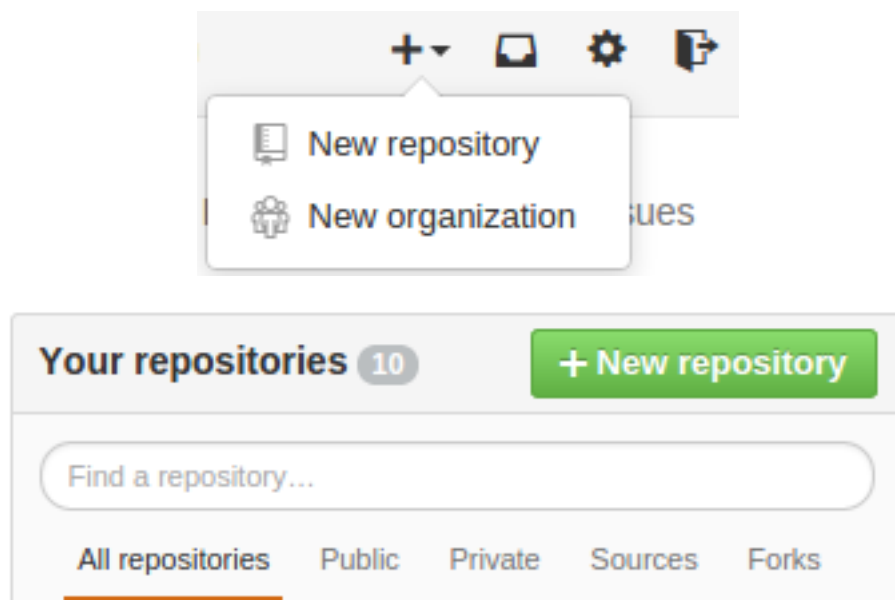 New repository
New organization
sues
Your repositories 10
+ New repository
Find a repository...
All repositories Public Private Sources Forks